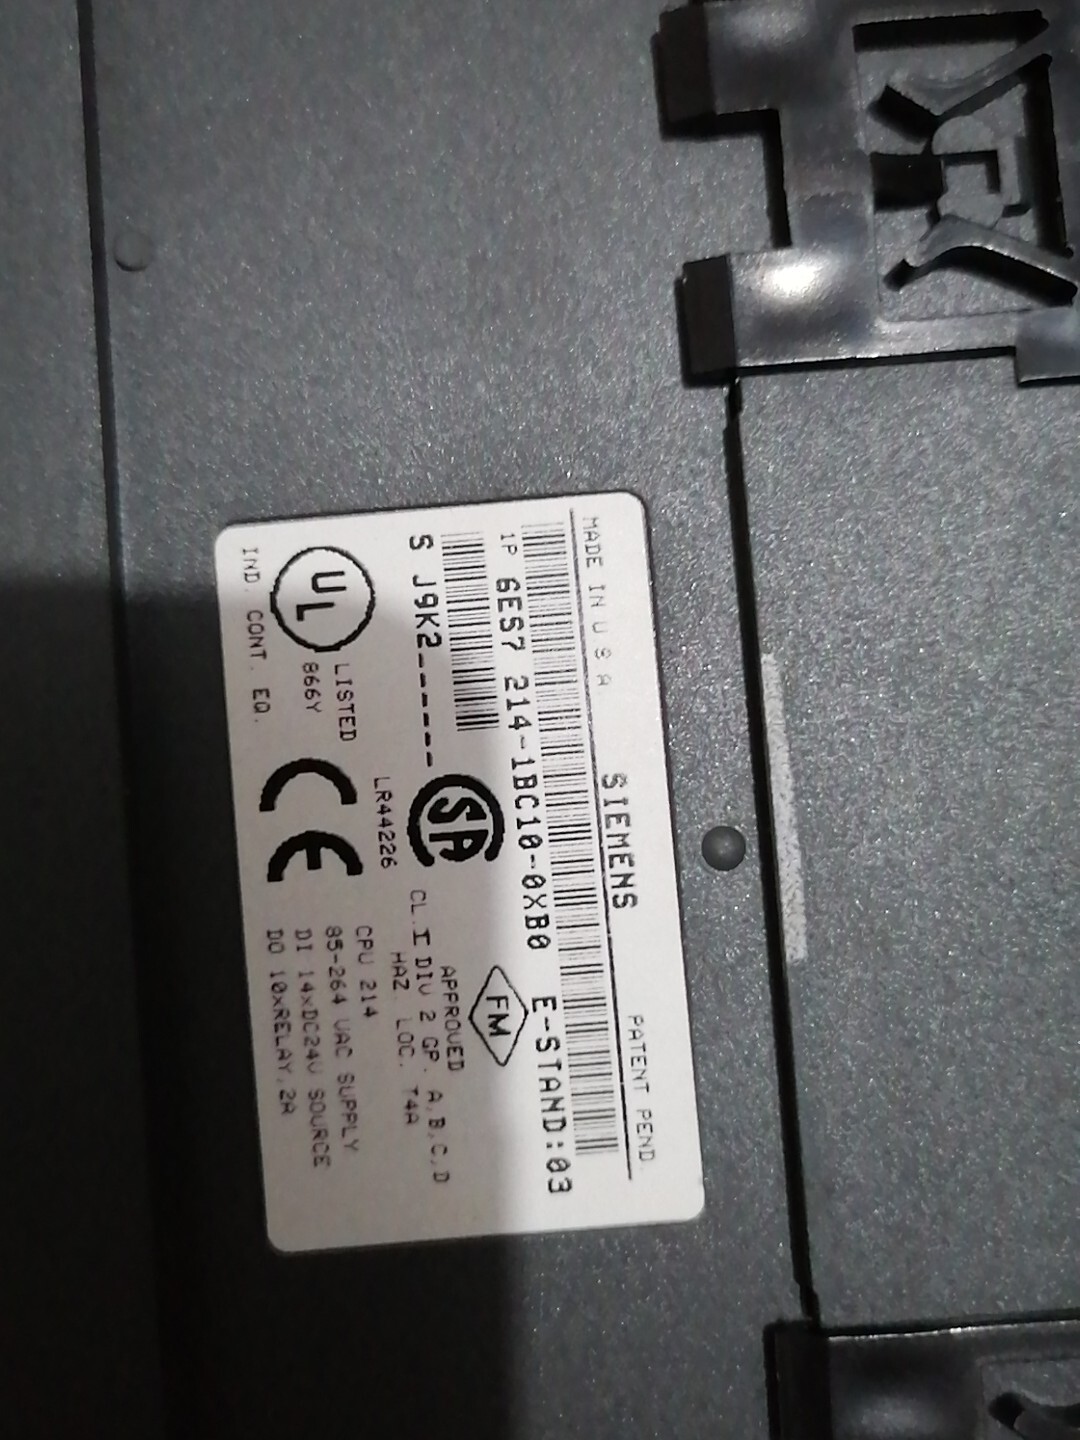 MADE IN U S A
SIEMENS
PATENT PEND.
1P 6ES7 214-1BC10-0XB0 E-STAND:03
S J9K2------
UL
LISTED
866Y
IND. CONT. EQ.
SA
LR44226
CE
FM
APPROVED
CL.I DIV 2 GP. A,B,C,D
HAZ. LOC. T4A
CPU 214
85-264 VAC SUPPLY
DI 14xDC24V SOURCE
DO 10xRELAY,2A